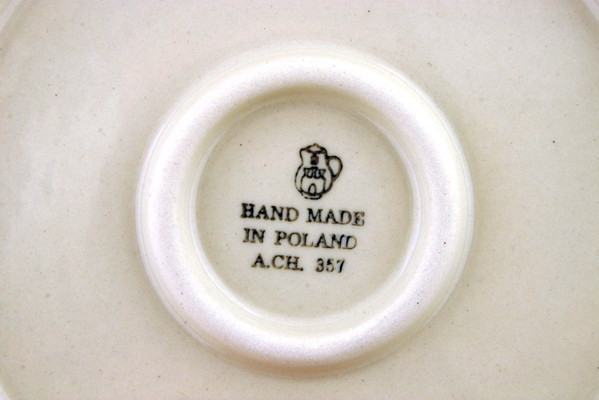 HAND MADE
IN POLAND
A.CH. 357